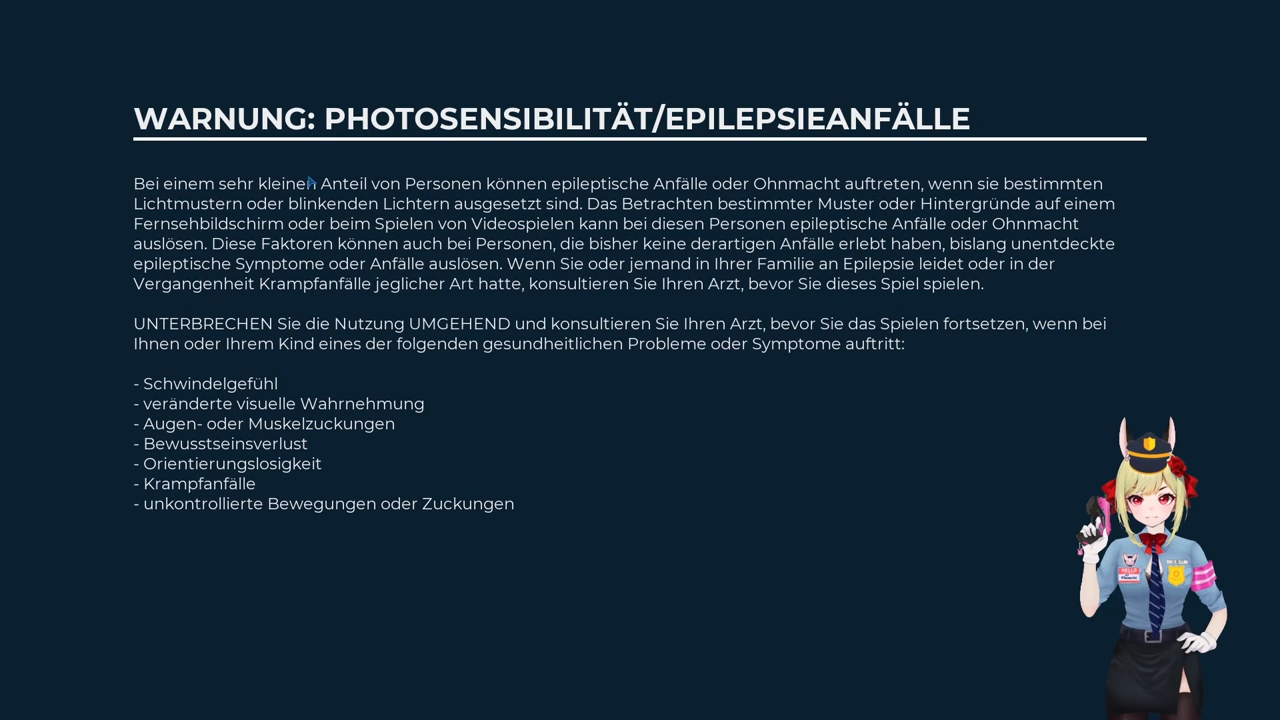 WARNUNG: PHOTOSENSIBILITÄT/EPILEPSIEANFÄLLE
Bei einem sehr kleinen Anteil von Personen können epileptische Anfälle oder Ohnmacht auftreten, wenn sie bestimmten
Lichtmustern oder blinkenden Lichtern ausgesetzt sind. Das Betrachten bestimmter Muster oder Hintergründe auf einem
Fernsehbildschirm oder beim Spielen von Videospielen kann bei diesen Personen epileptische Anfälle oder Ohnmacht
auslösen. Diese Faktoren können auch bei Personen, die bisher keine derartigen Anfälle erlebt haben, bislang unentdeckte
epileptische Symptome oder Anfälle auslösen. Wenn Sie oder jemand in Ihrer Familie an Epilepsie leidet oder in der
Vergangenheit Krampfanfälle jeglicher Art hatte, konsultieren Sie Ihren Arzt, bevor Sie dieses Spiel spielen.
UNTERBRECHEN Sie die Nutzung UMGEHEND und konsultieren Sie Ihren Arzt, bevor Sie das Spielen fortsetzen, wenn bei
Ihnen oder Ihrem Kind eines der folgenden gesundheitlichen Probleme oder Symptome auftritt:
- Schwindelgefühl
- veränderte visuelle Wahrnehmung
- Augen- oder Muskelzuckungen
- Bewusstseinsverlust
- Orientierungslosigkeit
- Krampfanfälle
- unkontrollierte Bewegungen oder Zuckungen
HELLO